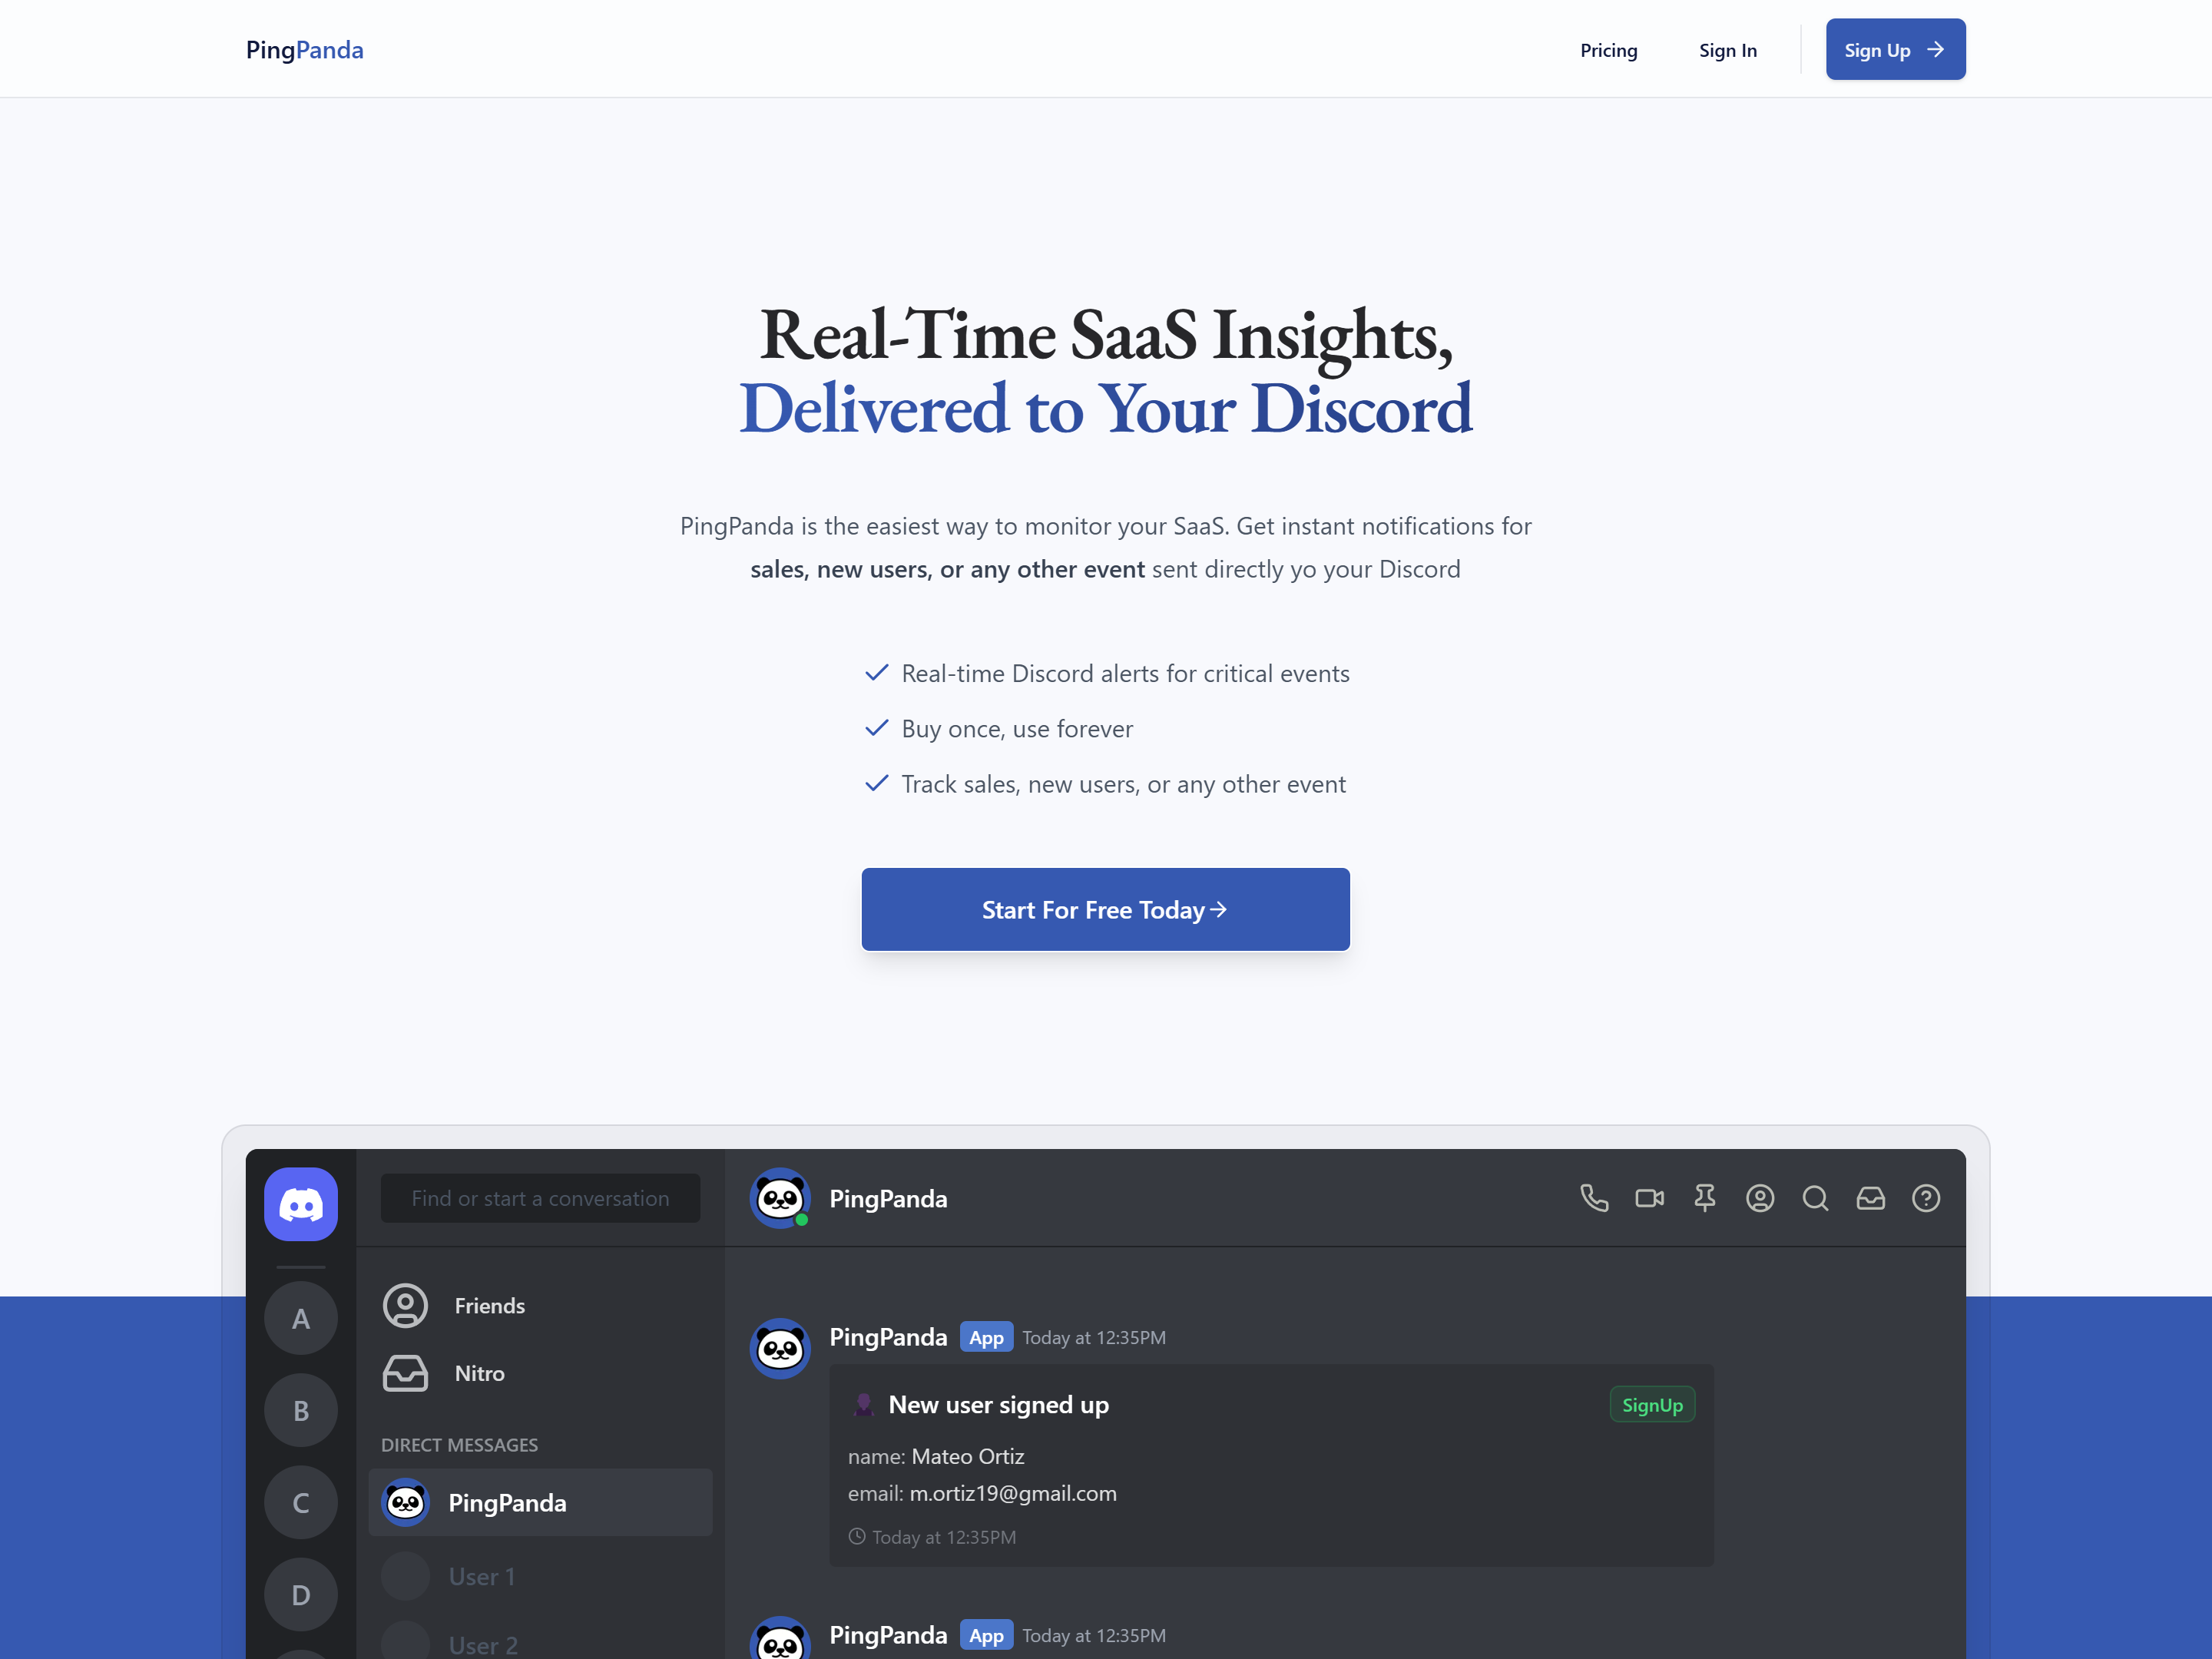 PingPanda
Pricing
Sign In
Sign Up
Real-Time SaaS Insights,
Delivered to Your Discord
PingPanda is the easiest way to monitor your SaaS. Get instant notifications for
sales, new users, or any other event sent directly yo your Discord
Real-time Discord alerts for critical events
Buy once, use forever
Track sales, new users, or any other event
Start For Free Today
Find or start a conversation
PingPanda
A
B
C
D
Friends
Nitro
DIRECT MESSAGES
PingPanda
User 1
User 2
PingPanda App Today at 12:35PM
New user signed up
SignUp
name: Mateo Ortiz
email: m.ortiz19@gmail.com
Today at 12:35PM
PingPanda App Today at 12:35PM